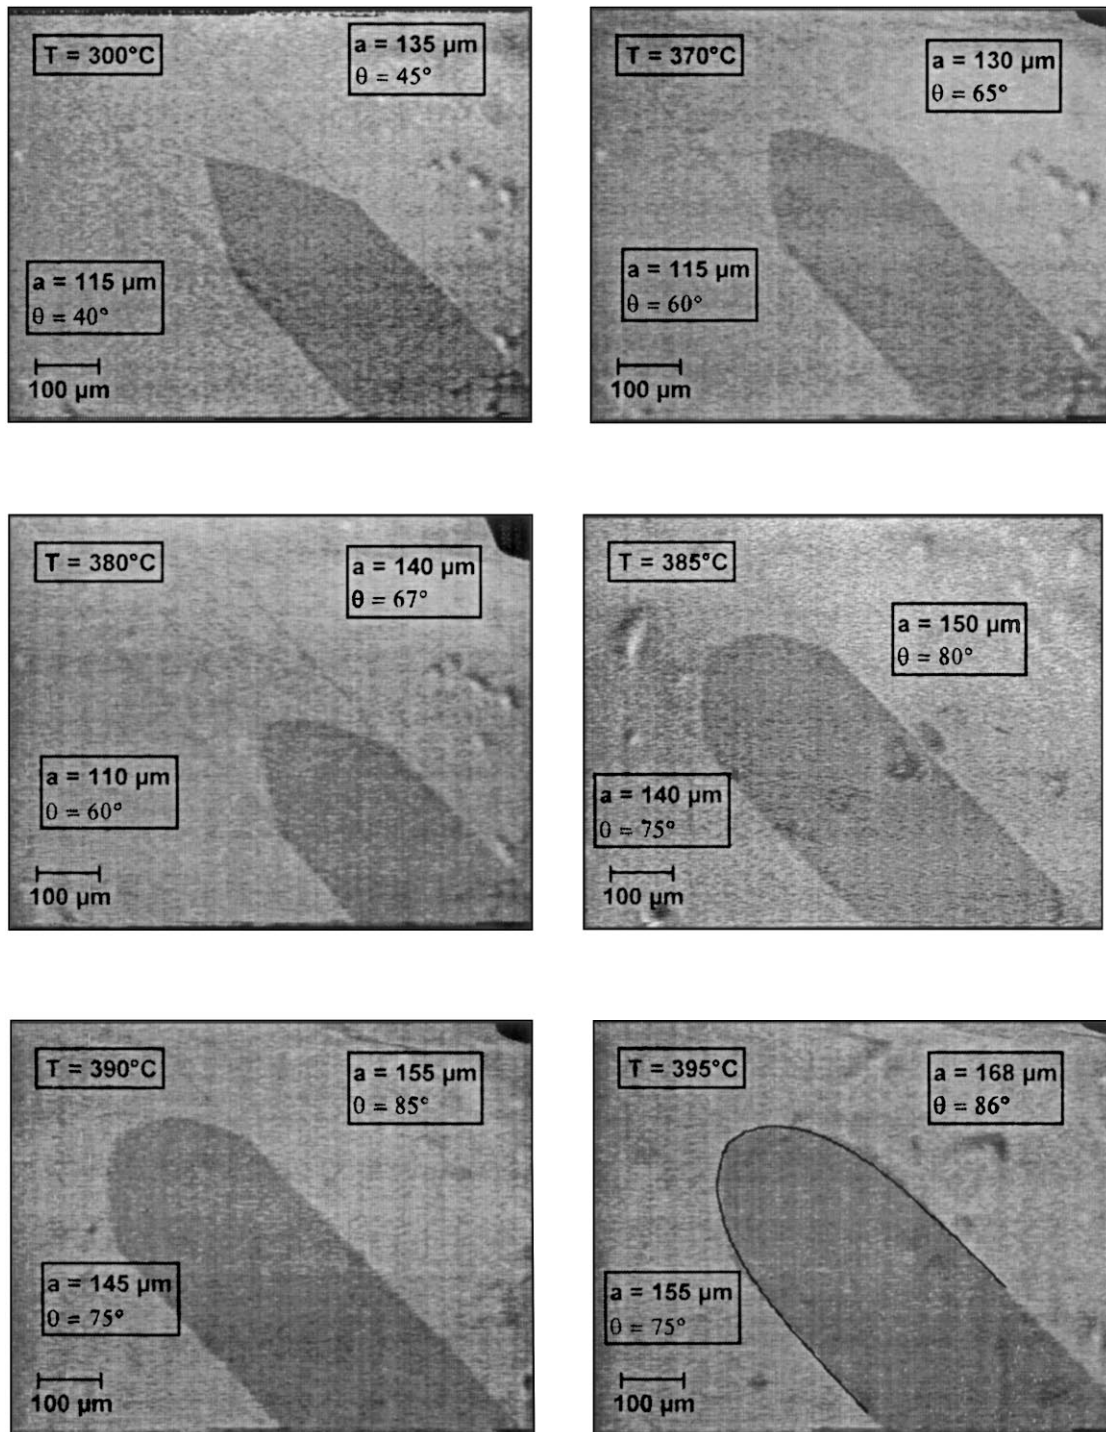 T = 300°C
a = 135 µm
θ = 45°
a = 115 µm
θ = 40°
100 µm
T = 370°C
a = 130 µm
θ = 65°
a = 115 µm
θ = 60°
100 µm
T = 380°C
a = 140 µm
θ = 67°
a = 110 µm
θ = 60°
100 µm
T = 385°C
a = 150 µm
θ = 80°
a = 140 µm
θ = 75°
100 µm
T = 390°C
a = 155 µm
θ = 85°
a = 145 µm
θ = 75°
100 µm
T = 395°C
a = 168 µm
θ = 86°
a = 155 µm
θ = 75°
100 µm